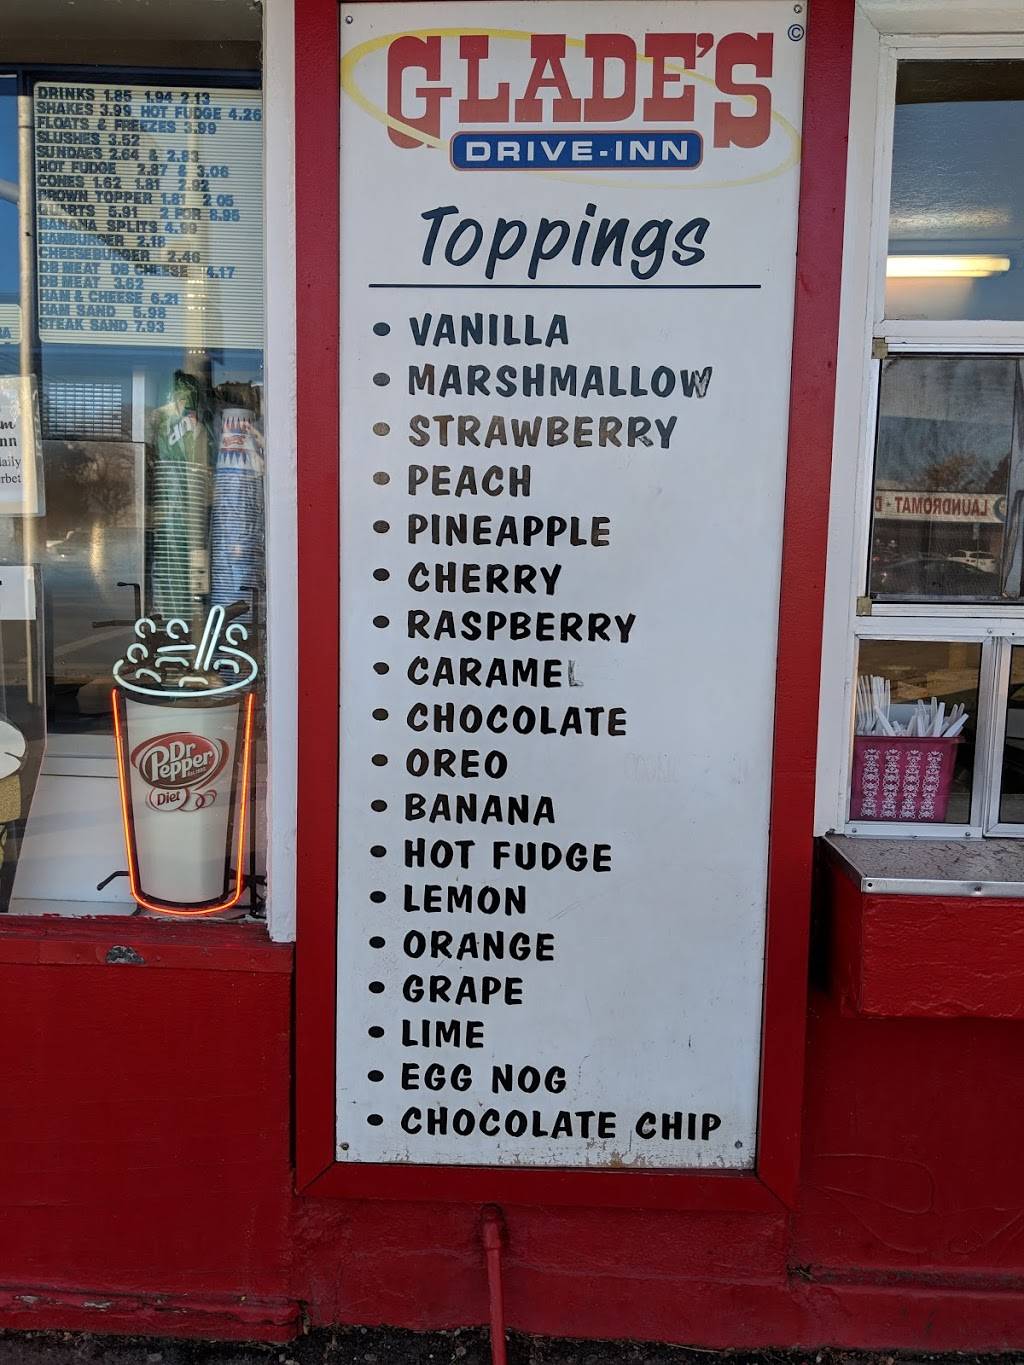 DRINKS 1.85 1.94 2.13
SHAKES 3.99 HOT FUDGE 4.26
FLOATS & FREEZES 3.99
SLUSHES 3.52
SUNDAES 2.64 & 2.83
HOT FUDGE 2.87 & 3.06
CONES 1.62 1.81 2.92
BROWN TOPPER 1.81 2.05
QUARTS 5.91 2 FOR 8.95
BANANA SPLITS 4.99
HAMBURGER 2.18
CHEESEBURGER 2.46
DB MEAT DB CHEESE 4.17
DB MEAT 3.62
HAM & CHEESE 6.21
HAM SAND 5.98
STEAK SAND 7.93
Dr Pepper
Diet
GLADE'S ©
DRIVE-INN
Toppings
• VANILLA
• MARSHMALLOW
• STRAWBERRY
• PEACH
• PINEAPPLE
• CHERRY
• RASPBERRY
• CARAMEL
• CHOCOLATE
• OREO
• BANANA
• HOT FUDGE
• LEMON
• ORANGE
• GRAPE
• LIME
• EGG NOG
• CHOCOLATE CHIP
LAUNDROMAT